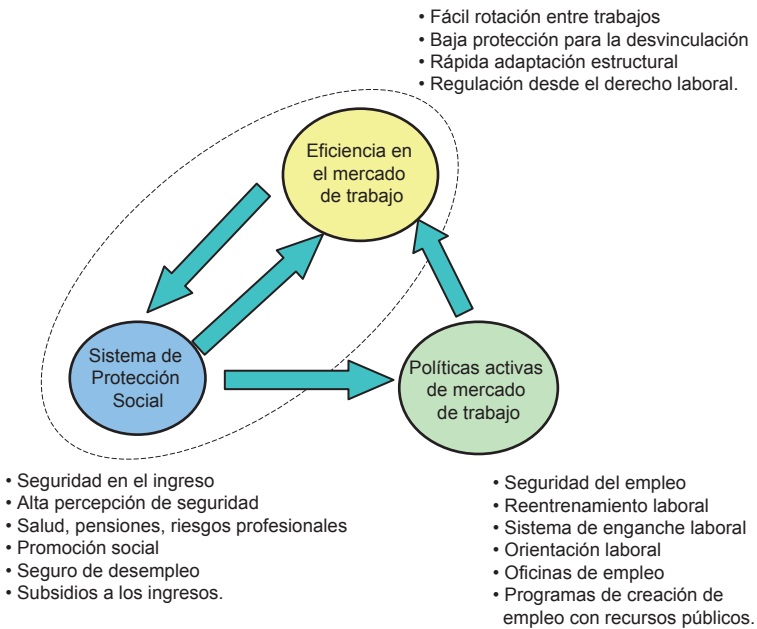 • Fácil rotación entre trabajos
• Baja protección para la desvinculación
• Rápida adaptación estructural
• Regulación desde el derecho laboral.
Eficiencia en
el mercado
de trabajo
Sistema de
Protección
Social
Políticas activas
de mercado
de trabajo
• Seguridad en el ingreso
• Alta percepción de seguridad
• Salud, pensiones, riesgos profesionales
• Promoción social
• Seguro de desempleo
• Subsidios a los ingresos.
• Seguridad del empleo
• Reentrenamiento laboral
• Sistema de enganche laboral
• Orientación laboral
• Oficinas de empleo
• Programas de creación de
empleo con recursos públicos.